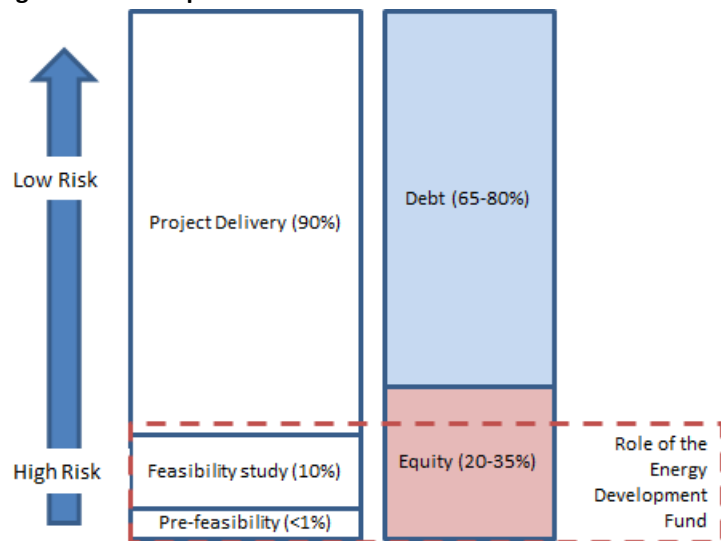 Low Risk
High Risk
Project Delivery (90%)
Feasibility study (10%)
Pre-feasibility (<1%)
Debt (65-80%)
Equity (20-35%)
Role of the
Energy
Development
Fund